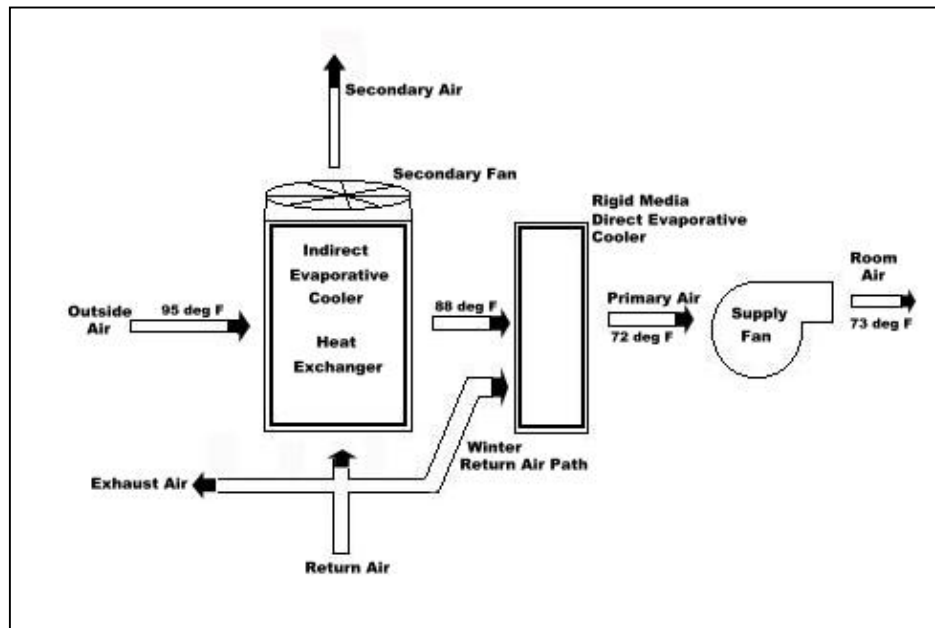 Secondary Air
Secondary Fan
Rigid Media
Direct Evaporative
Cooler
Indirect
Evaporative
Cooler
Heat
Exchanger
Outside
Air
95 deg F
88 deg F
Primary Air
72 deg F
Supply
Fan
Room
Air
73 deg F
Winter
Return Air Path
Exhaust Air
Return Air